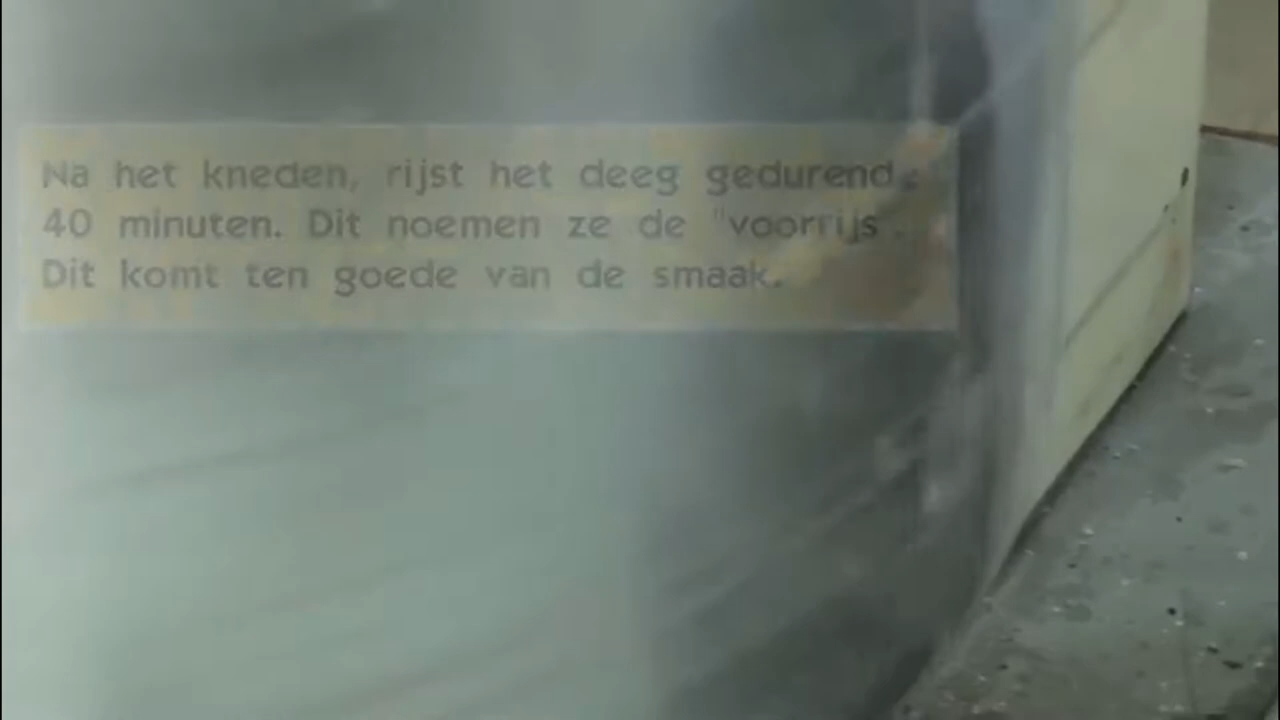 Na het kneden, rijst het deeg gedurend
40 minuten. Dit noemen ze de "voorrijs".
Dit komt ten goede van de smaak.